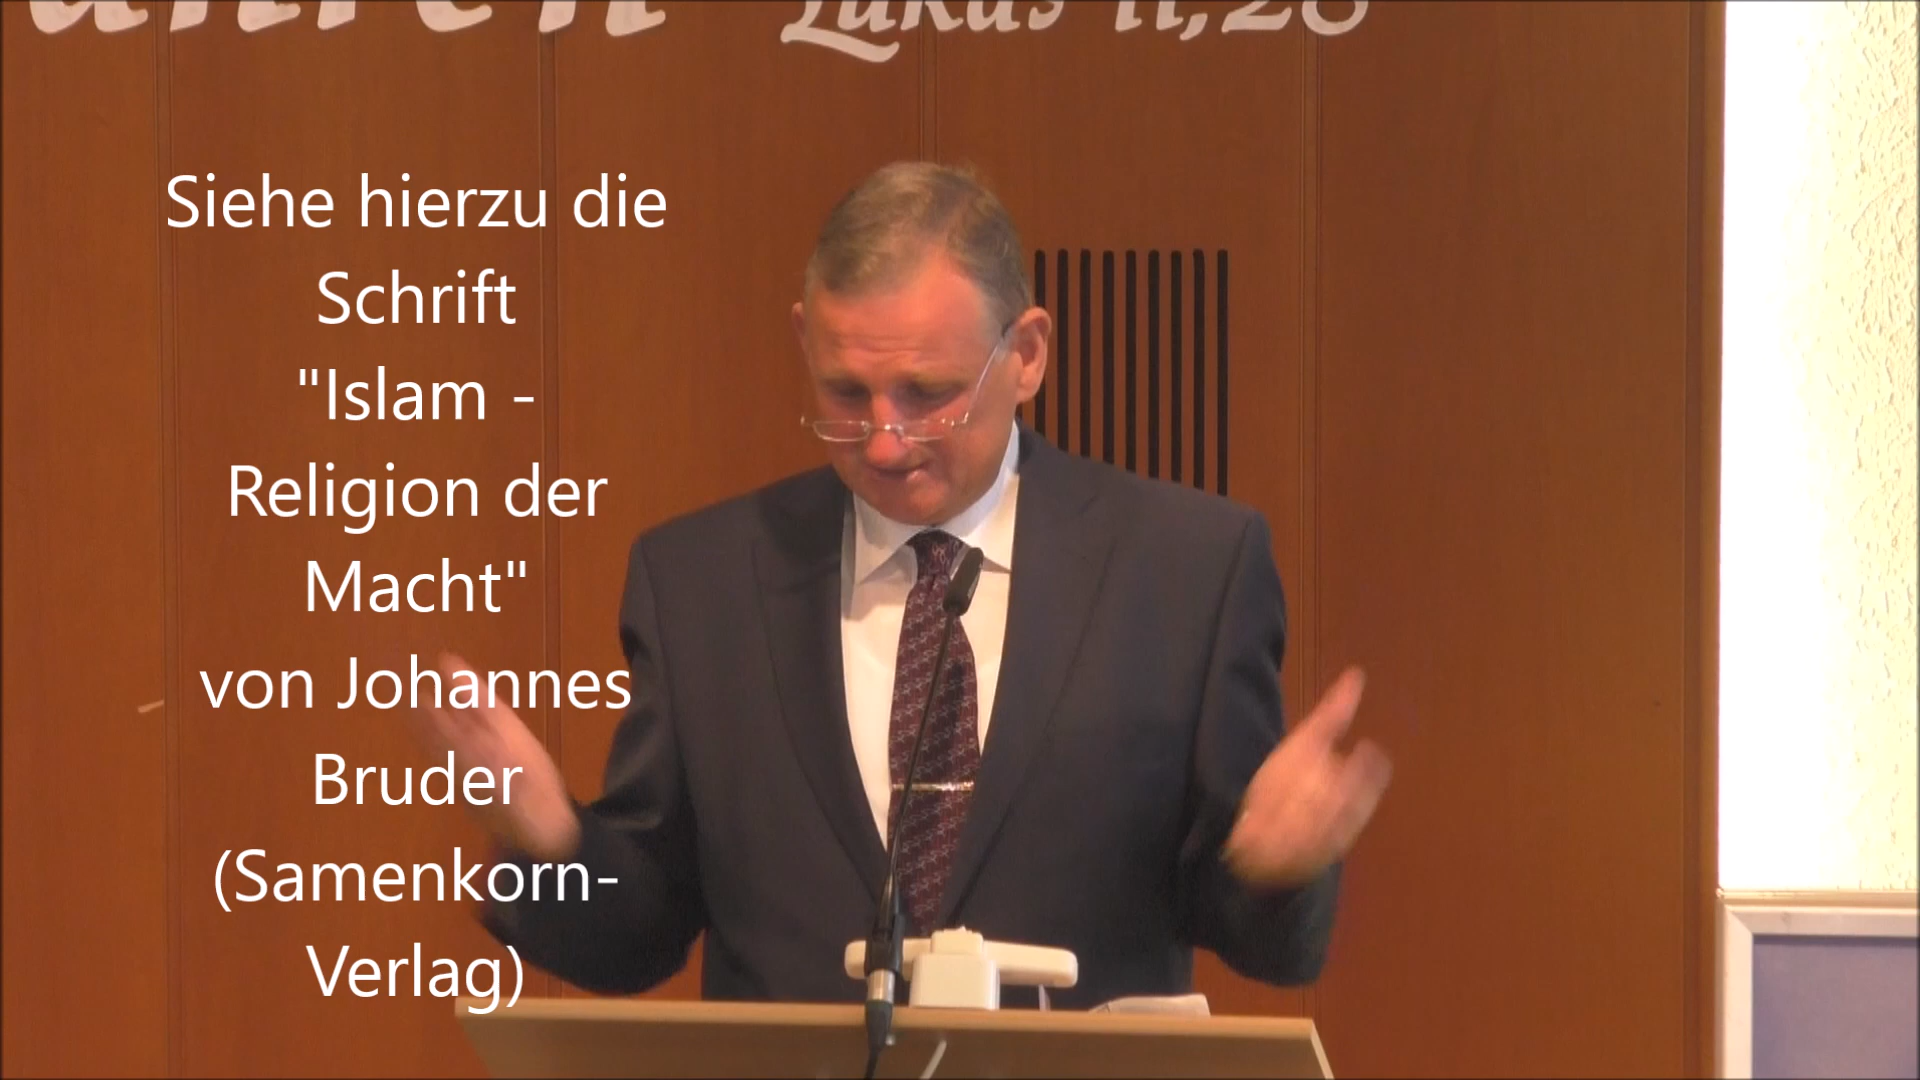 Lukas 11,28
Siehe hierzu die
Schrift
"Islam -
Religion der
Macht"
von Johannes
Bruder
(Samenkorn-
Verlag)